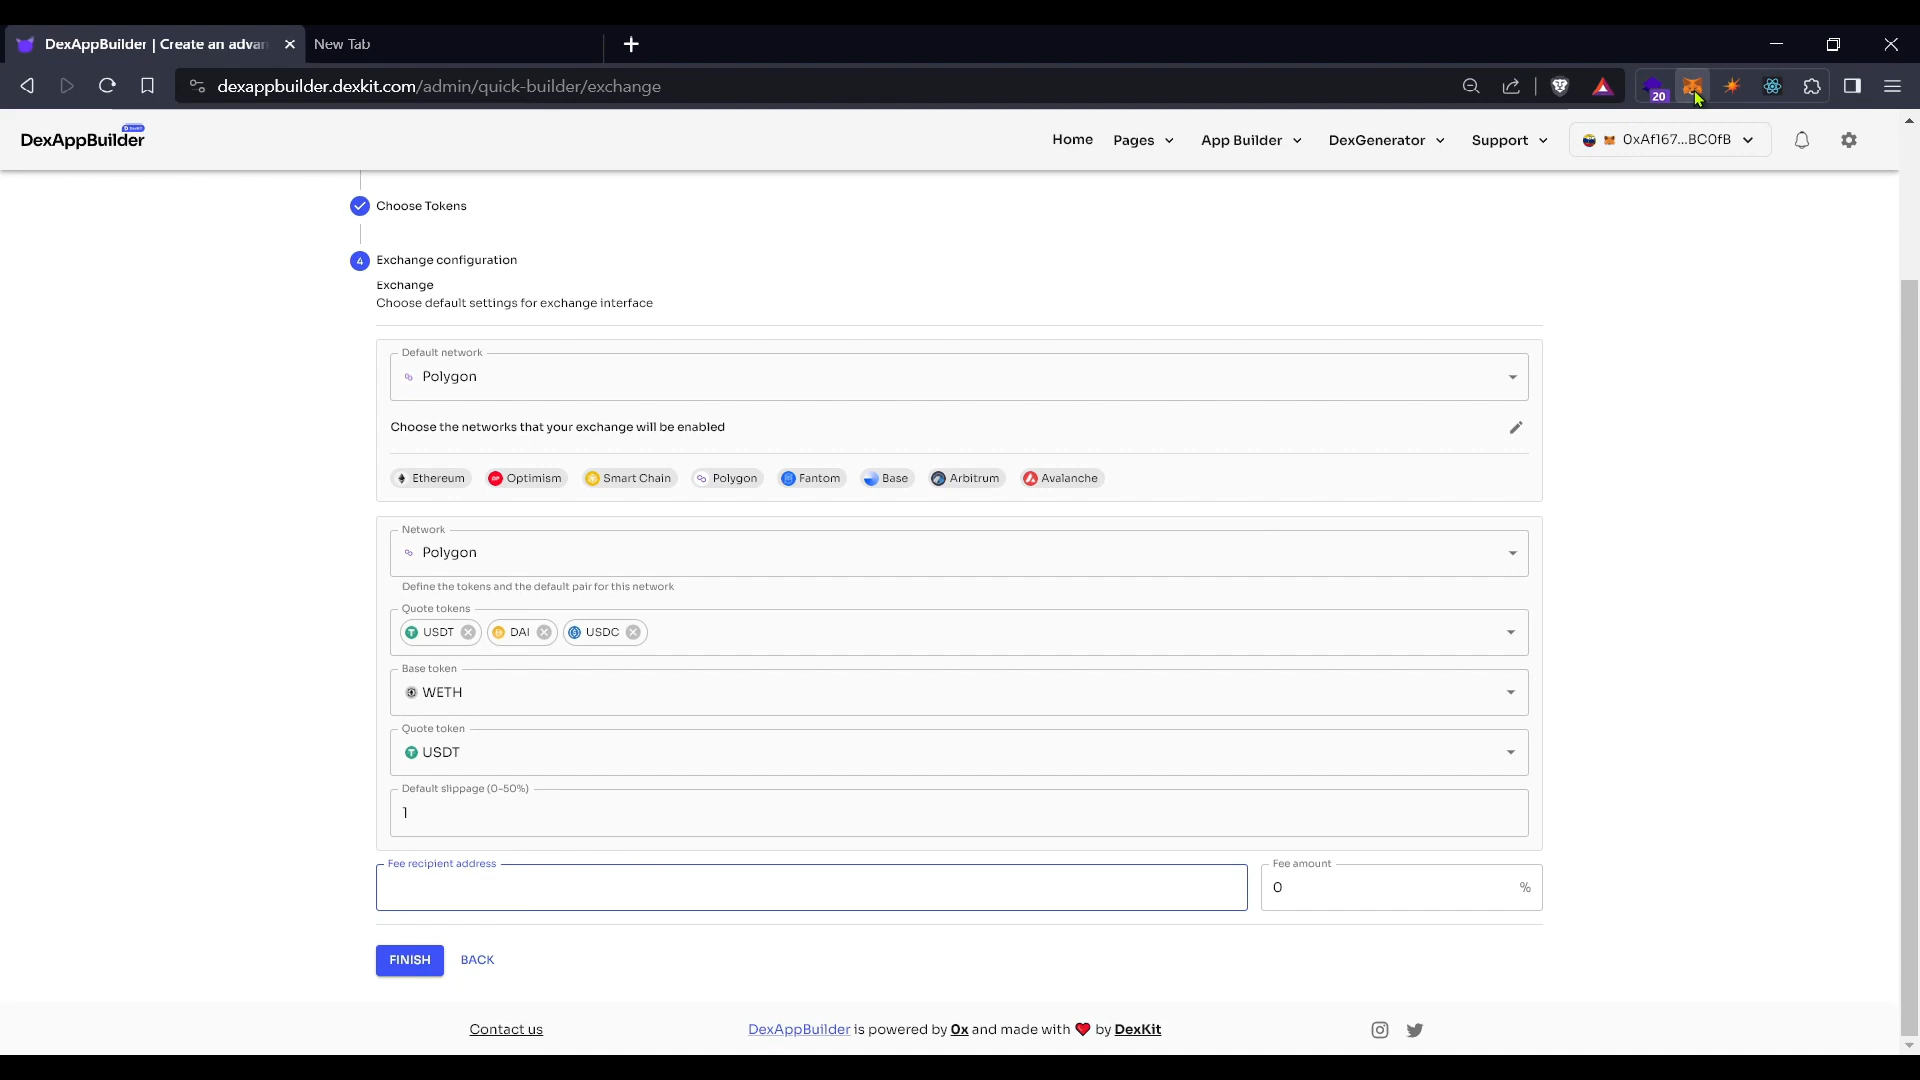 DexAppBuilder | Create an advan
New Tab
dexappbuilder.dexkit.com/admin/quick-builder/exchange
20
DexAppBuilder
Home
Pages
App Builder
DexGenerator
Support
0xAf167...BC0fB
Choose Tokens
4
Exchange configuration
Exchange
Choose default settings for exchange interface
Default network
Polygon
Choose the networks that your exchange will be enabled
Ethereum
Optimism
Smart Chain
Polygon
Fantom
Base
Arbitrum
Avalanche
Network
Polygon
Define the tokens and the default pair for this network
Quote tokens
USDT
DAI
USDC
Base token
WETH
Quote token
USDT
Default slippage (0-50%)
1
Fee recipient address
Fee amount
0
%
FINISH
BACK
Contact us
DexAppBuilder is powered by 0x and made with ❤ by DexKit